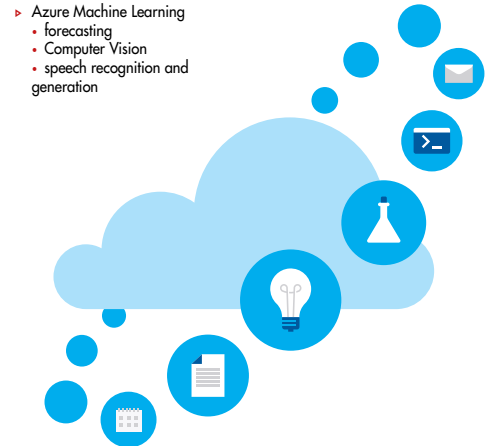 ▹ Azure Machine Learning
• forecasting
• Computer Vision
• speech recognition and
generation
>_